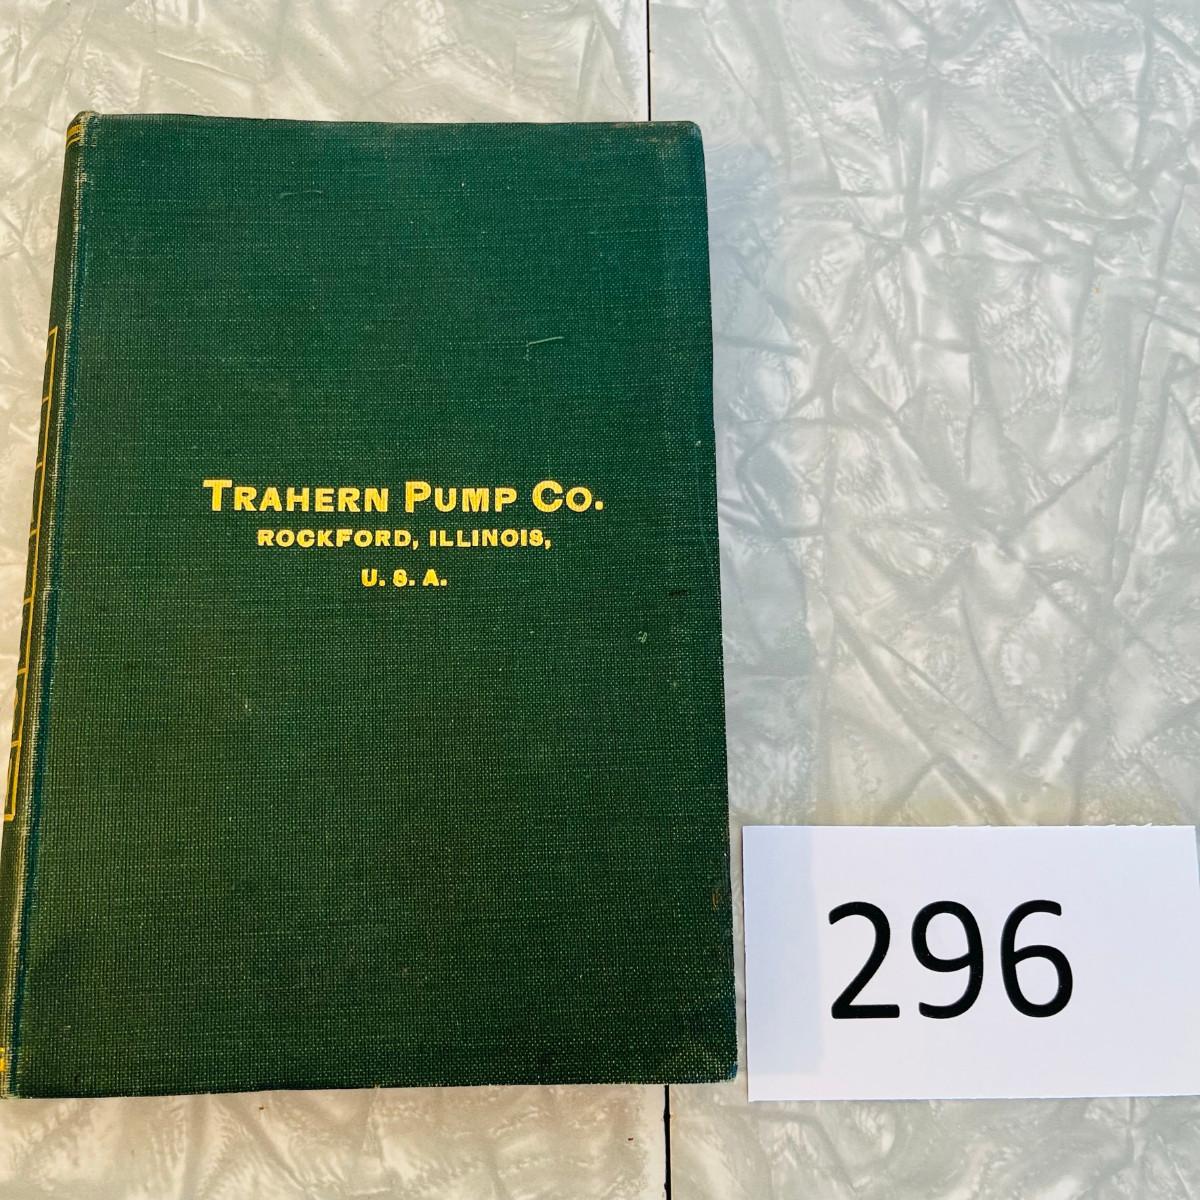 TRAHERN PUMP CO.
ROCKFORD, ILLINOIS,
U. S. A.
296